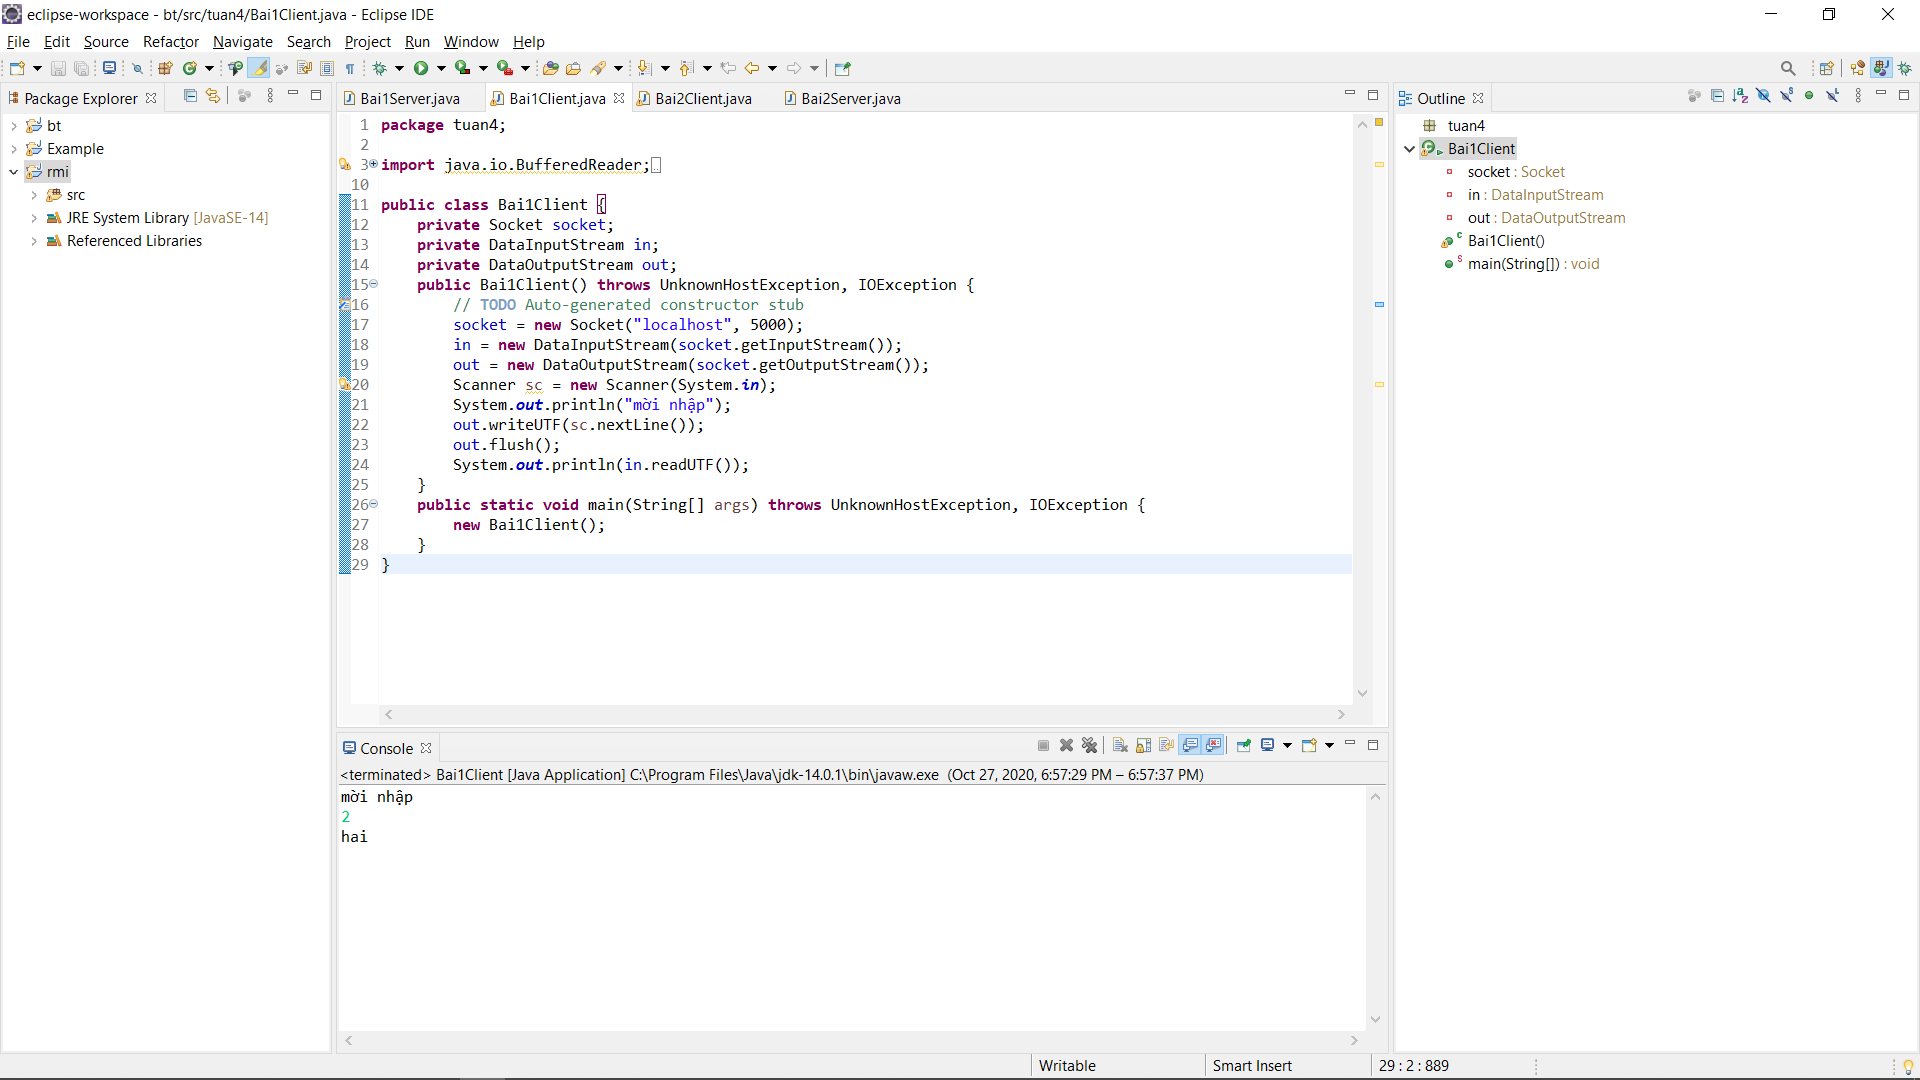 eclipse-workspace - bt/src/tuan4/Bai1Client.java - Eclipse IDE
File Edit Source Refactor Navigate Search Project Run Window Help
Package Explorer
bt
Example
rmi
src
JRE System Library [JavaSE-14]
Referenced Libraries
Bai1Server.java Bai1Client.java Bai2Client.java Bai2Server.java
1 package tuan4;
2
3 import java.io.BufferedReader;
10
11 public class Bai1Client {
12 private Socket socket;
13 private DataInputStream in;
14 private DataOutputStream out;
15 public Bai1Client() throws UnknownHostException, IOException {
16 // TODO Auto-generated constructor stub
17 socket = new Socket("localhost", 5000);
18 in = new DataInputStream(socket.getInputStream());
19 out = new DataOutputStream(socket.getOutputStream());
20 Scanner sc = new Scanner(System.in);
21 System.out.println("mời nhập");
22 out.writeUTF(sc.nextLine());
23 out.flush();
24 System.out.println(in.readUTF());
25 }
26 public static void main(String[] args) throws UnknownHostException, IOException {
27 new Bai1Client();
28 }
29 }
Console
<terminated> Bai1Client [Java Application] C:\Program Files\Java\jdk-14.0.1\bin\javaw.exe (Oct 27, 2020, 6:57:29 PM – 6:57:37 PM)
mời nhập
2
hai
Outline
tuan4
Bai1Client
socket : Socket
in : DataInputStream
out : DataOutputStream
Bai1Client()
main(String[]) : void
Writable Smart Insert 29 : 2 : 889